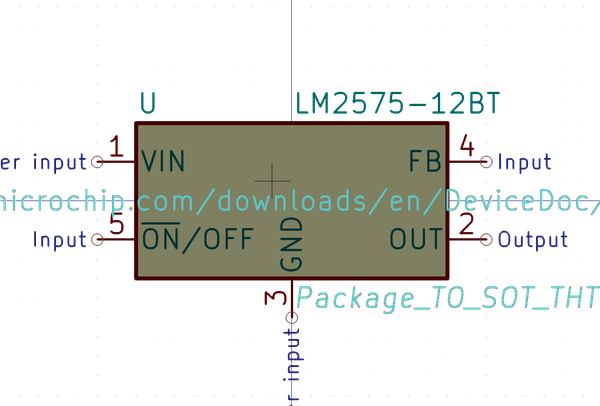 U LM2575-12BT
1 4
er input VIN FB Input
microchip.com/downloads/en/DeviceDoc/
5 2
Input ON/OFF GND OUT Output
3 Package_TO_SOT_THT
r input